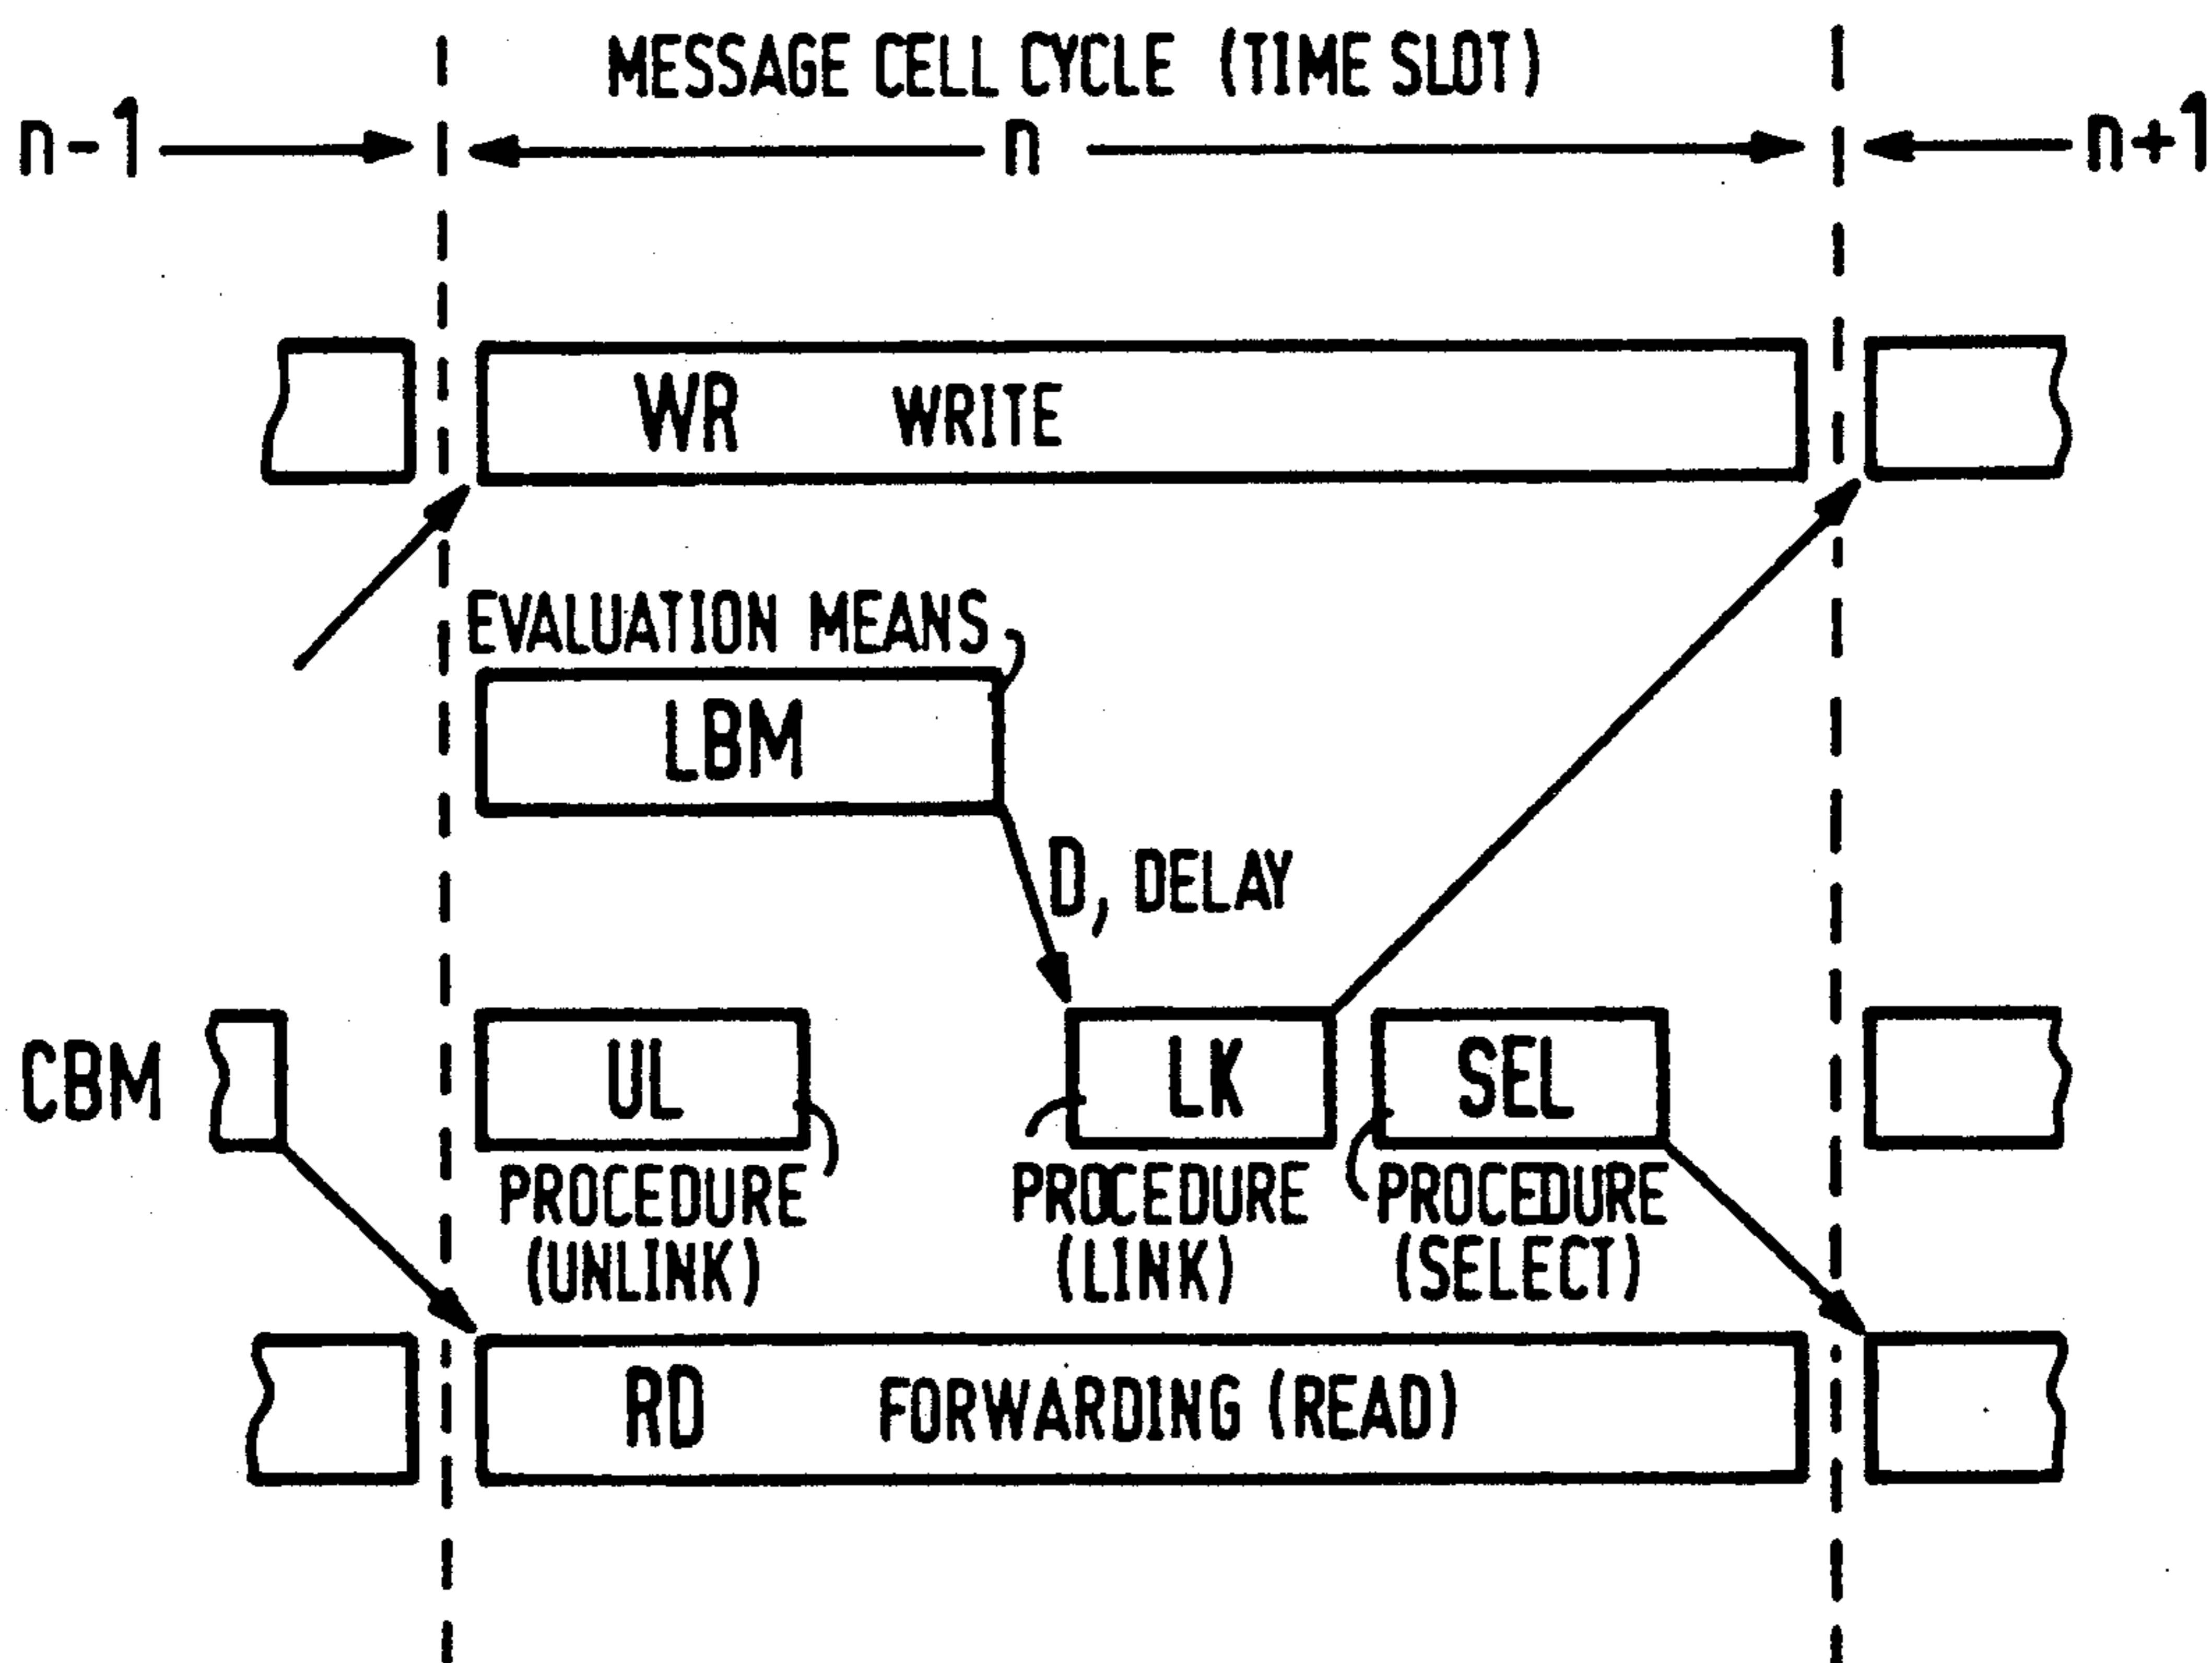 MESSAGE CELL CYCLE (TIME SLOT)
n-1 n n+1
WR WRITE
EVALUATION MEANS
LBM
D, DELAY
CBM UL LK SEL
PROCEDURE PROCEDURE PROCEDURE
(UNLINK) (LINK) (SELECT)
RD FORWARDING (READ)